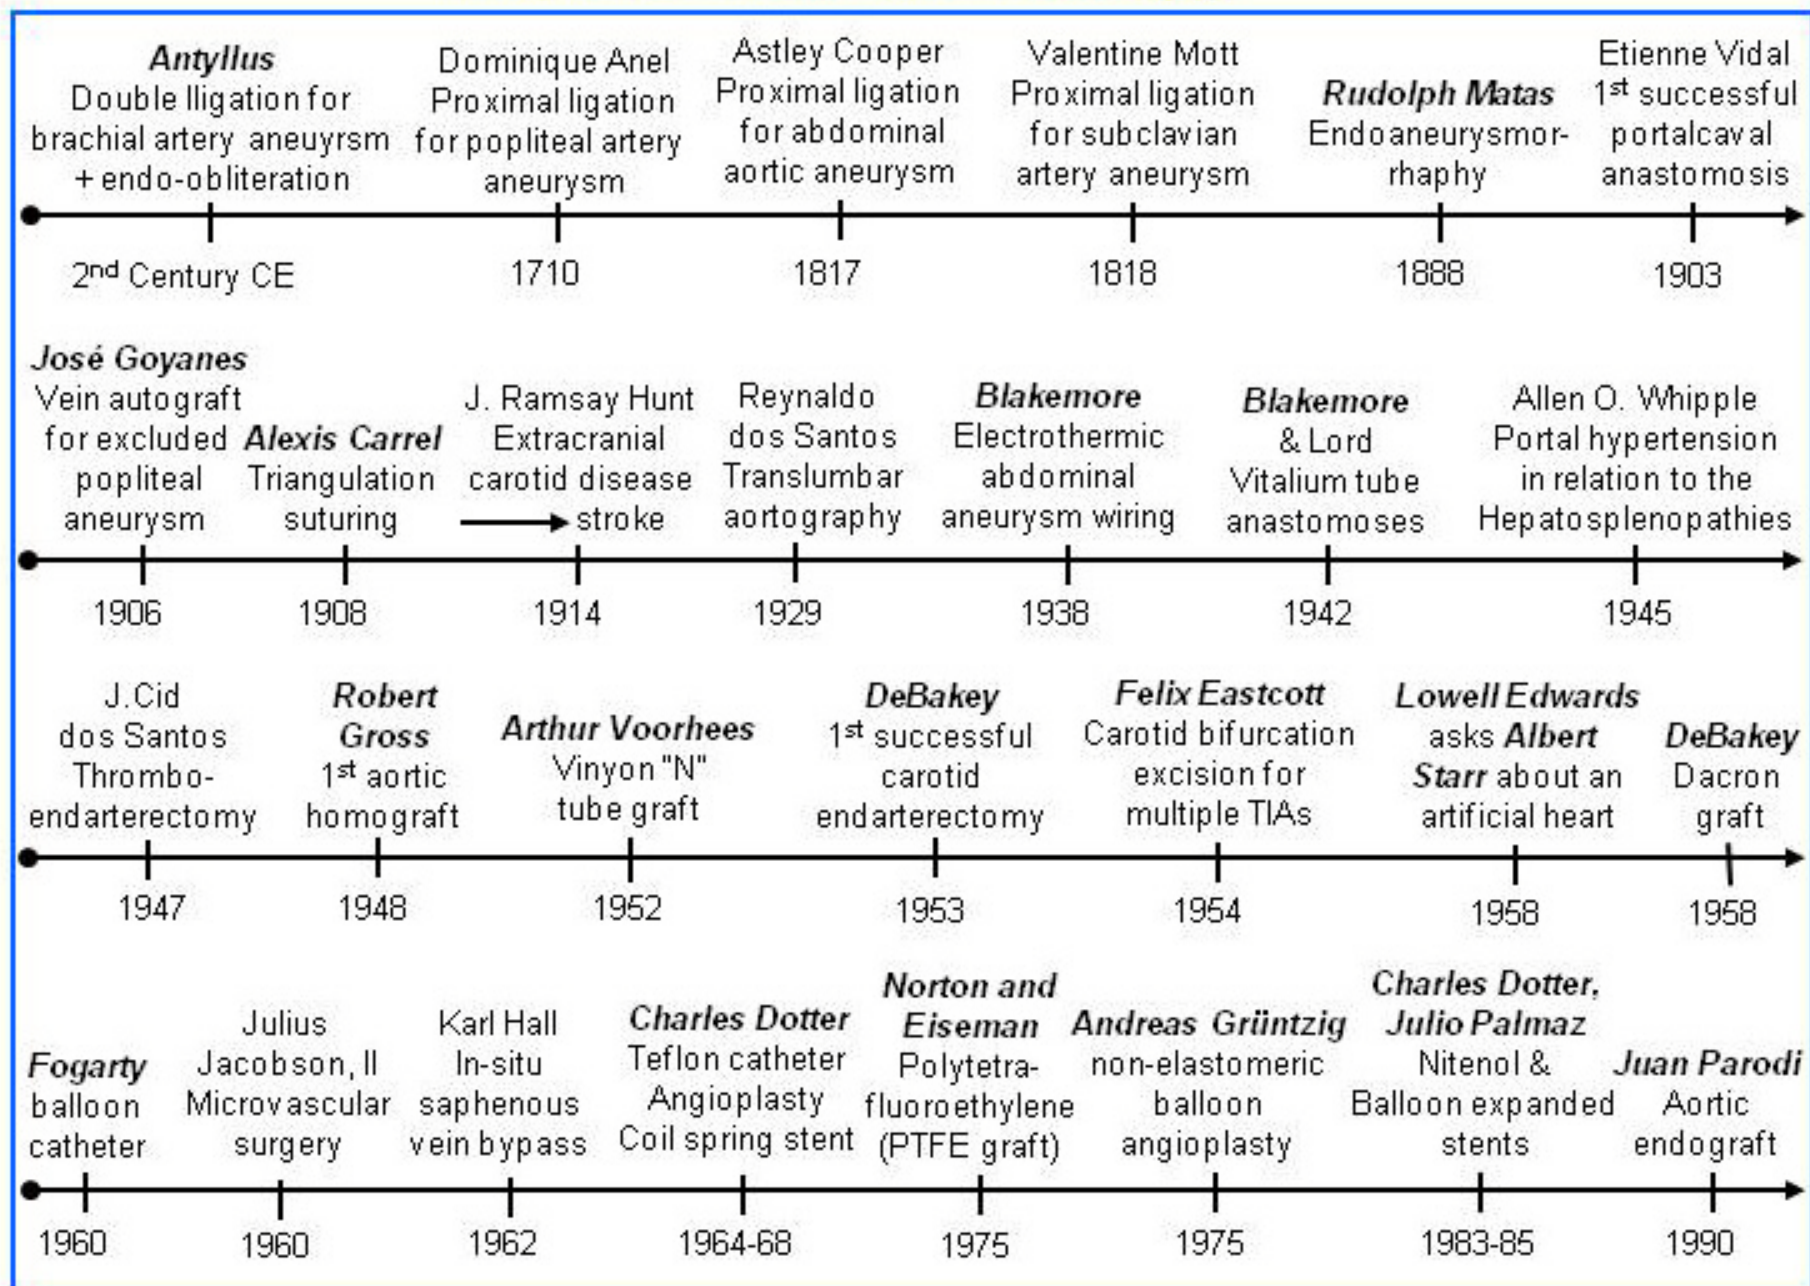 Antyllus
Double lligation for
brachial artery aneuyrsm
+ endo-obliteration
2nd Century CE
Dominique Anel
Proximal ligation
for popliteal artery
aneurysm
1710
Astley Cooper
Proximal ligation
for abdominal
aortic aneurysm
1817
Valentine Mott
Proximal ligation
for subclavian
artery aneurysm
1818
Rudolph Matas
Endoaneurysmor-
rhaphy
1888
Etienne Vidal
1st successful
portalcaval
anastomosis
1903
José Goyanes
Vein autograft
for excluded
popliteal
aneurysm
1906
Alexis Carrel
Triangulation
suturing
1908
J. Ramsay Hunt
Extracranial
carotid disease
stroke
1914
Reynaldo
dos Santos
Translumbar
aortography
1929
Blakemore
Electrothermic
abdominal
aneurysm wiring
1938
Blakemore
& Lord
Vitalium tube
anastomoses
1942
Allen O. Whipple
Portal hypertension
in relation to the
Hepatosplenopathies
1945
J.Cid
dos Santos
Thrombo-
endarterectomy
1947
Robert
Gross
1st aortic
homograft
1948
Arthur Voorhees
Vinyon "N"
tube graft
1952
DeBakey
1st successful
carotid
endarterectomy
1953
Felix Eastcott
Carotid bifurcation
excision for
multiple TIAs
1954
Lowell Edwards
asks Albert
Starr about an
artificial heart
1958
DeBakey
Dacron
graft
1958
Fogarty
balloon
catheter
1960
Julius
Jacobson, II
Microvascular
surgery
1960
Karl Hall
In-situ
saphenous
vein bypass
1962
Charles Dotter
Teflon catheter
Angioplasty
Coil spring stent
1964-68
Norton and
Eiseman
Polytetra-
fluoroethylene
(PTFE graft)
1975
Andreas Grüntzig
non-elastomeric
balloon
angioplasty
1975
Charles Dotter,
Julio Palmaz
Nitenol &
Balloon expanded
stents
1983-85
Juan Parodi
Aortic
endograft
1990